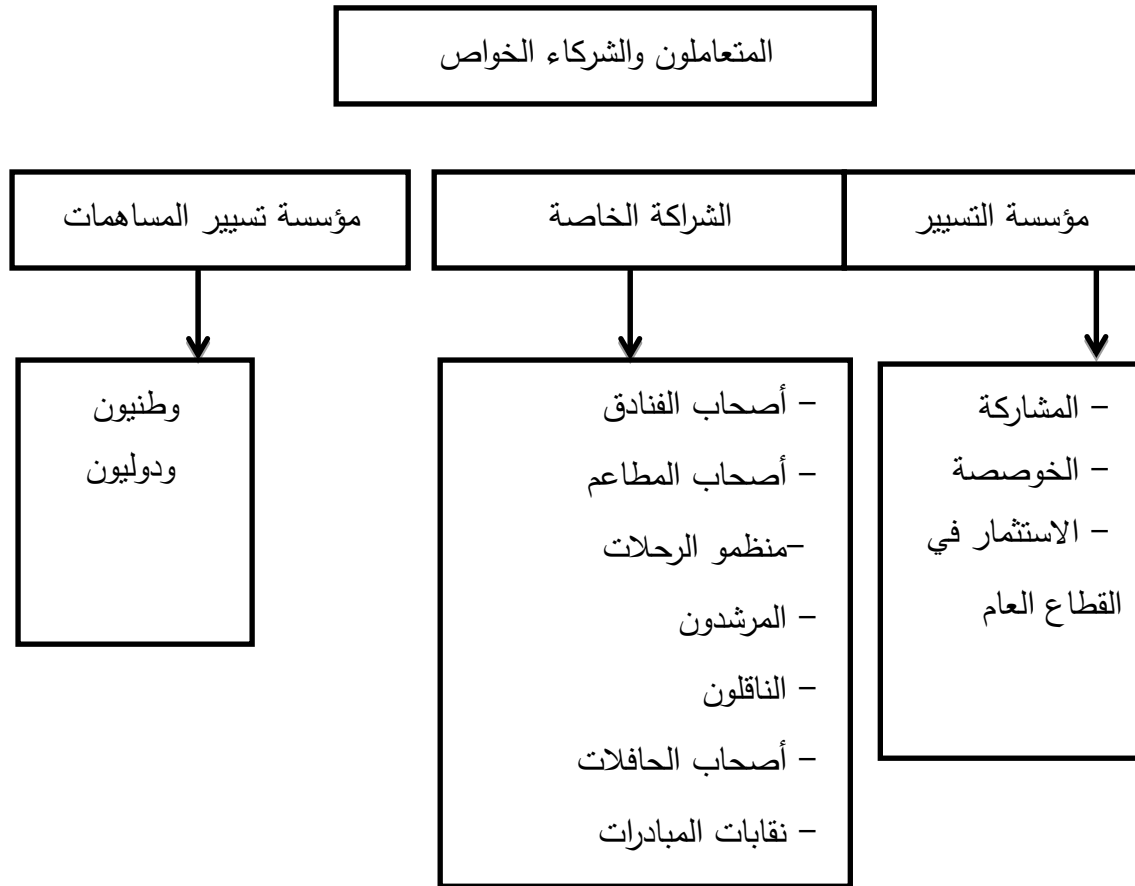 المتعاملون والشركاء الخواص
مؤسسة التسيير
الشراكة الخاصة
مؤسسة تسيير المساهمات
– المشاركة
– الخوصصة
– الاستثمار في
القطاع العام
– أصحاب الفنادق
– أصحاب المطاعم
–منظمو الرحلات
– المرشدون
– الناقلون
– أصحاب الحافلات
– نقابات المبادرات
وطنيون
ودوليون